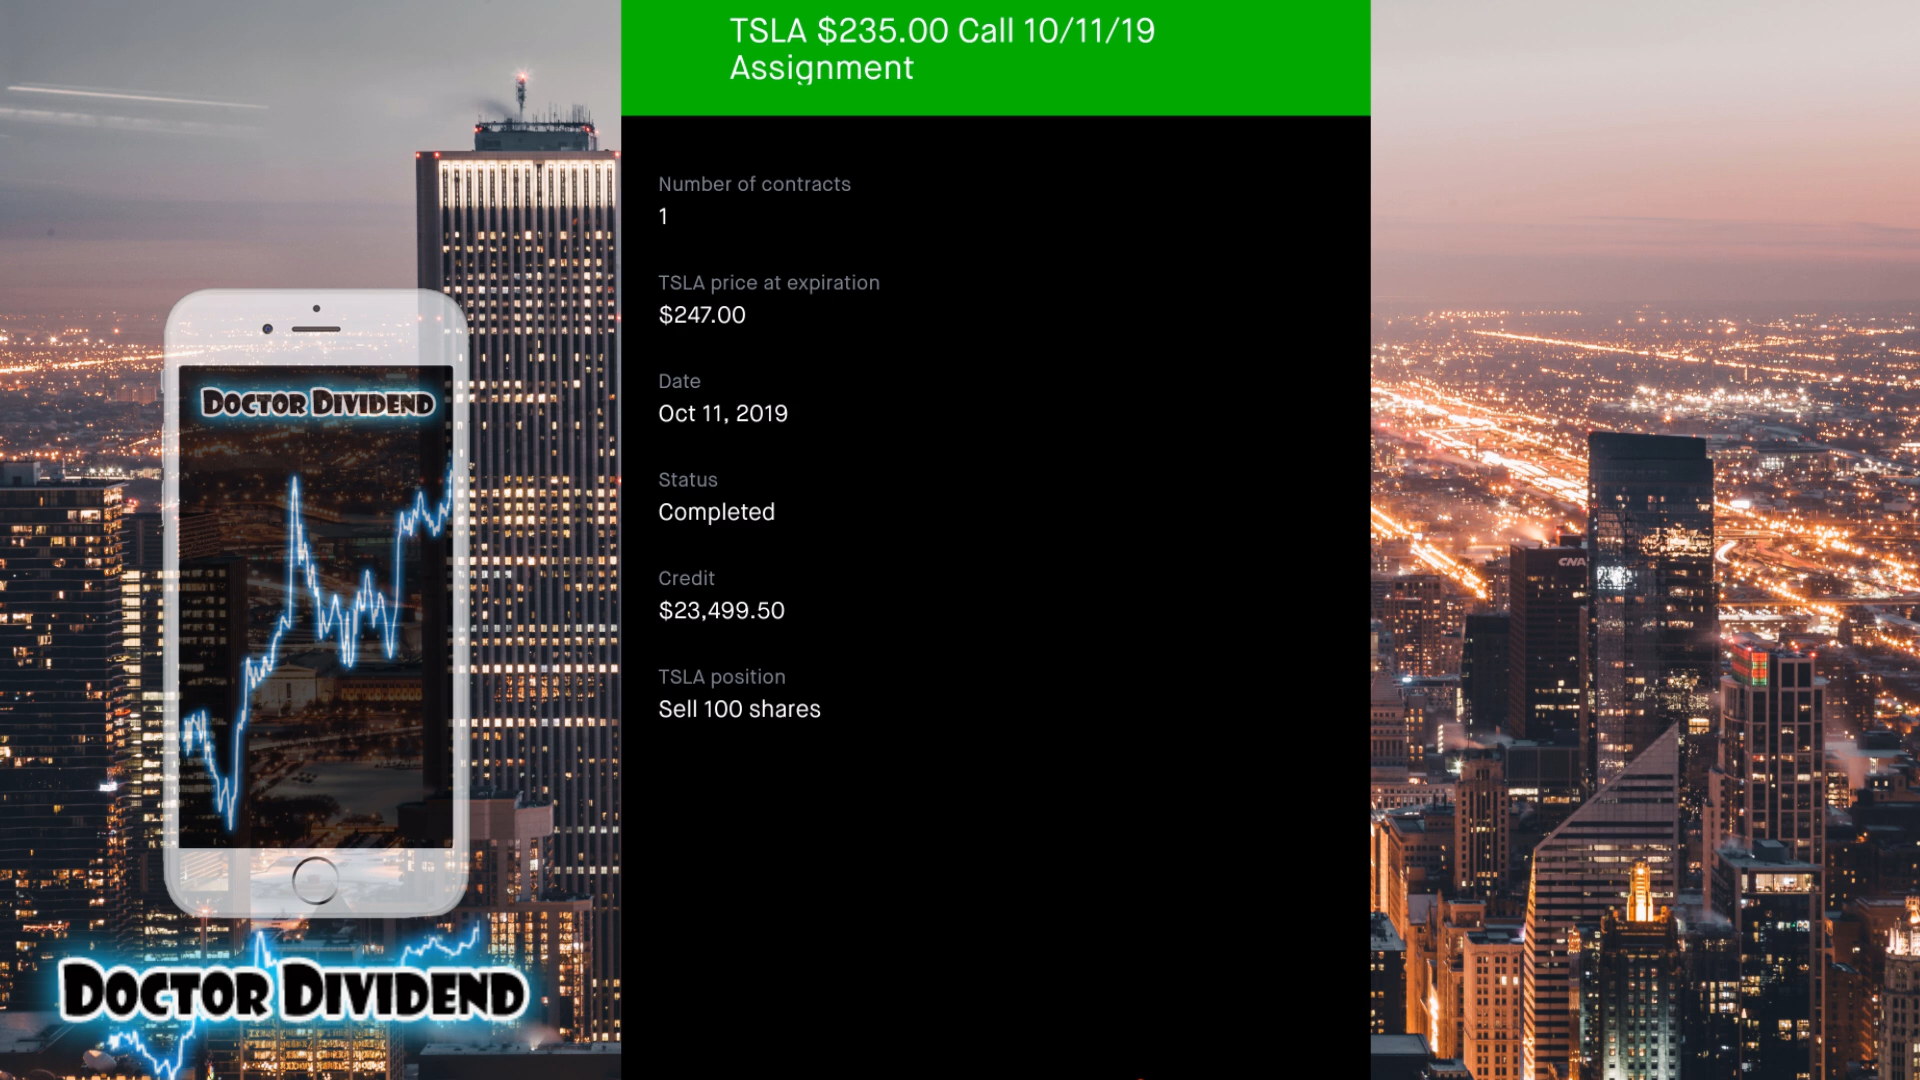 TSLA $235.00 Call 10/11/19
Assignment
Number of contracts
1
TSLA price at expiration
$247.00
Date
Oct 11, 2019
Status
Completed
Credit
$23,499.50
TSLA position
Sell 100 shares
DOCTOR DIVIDEND
DOCTOR DIVIDEND
CNA